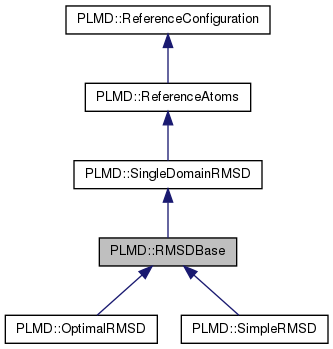 PLMD::ReferenceConfiguration
PLMD::ReferenceAtoms
PLMD::SingleDomainRMSD
PLMD::RMSDBase
PLMD::OptimalRMSD
PLMD::SimpleRMSD